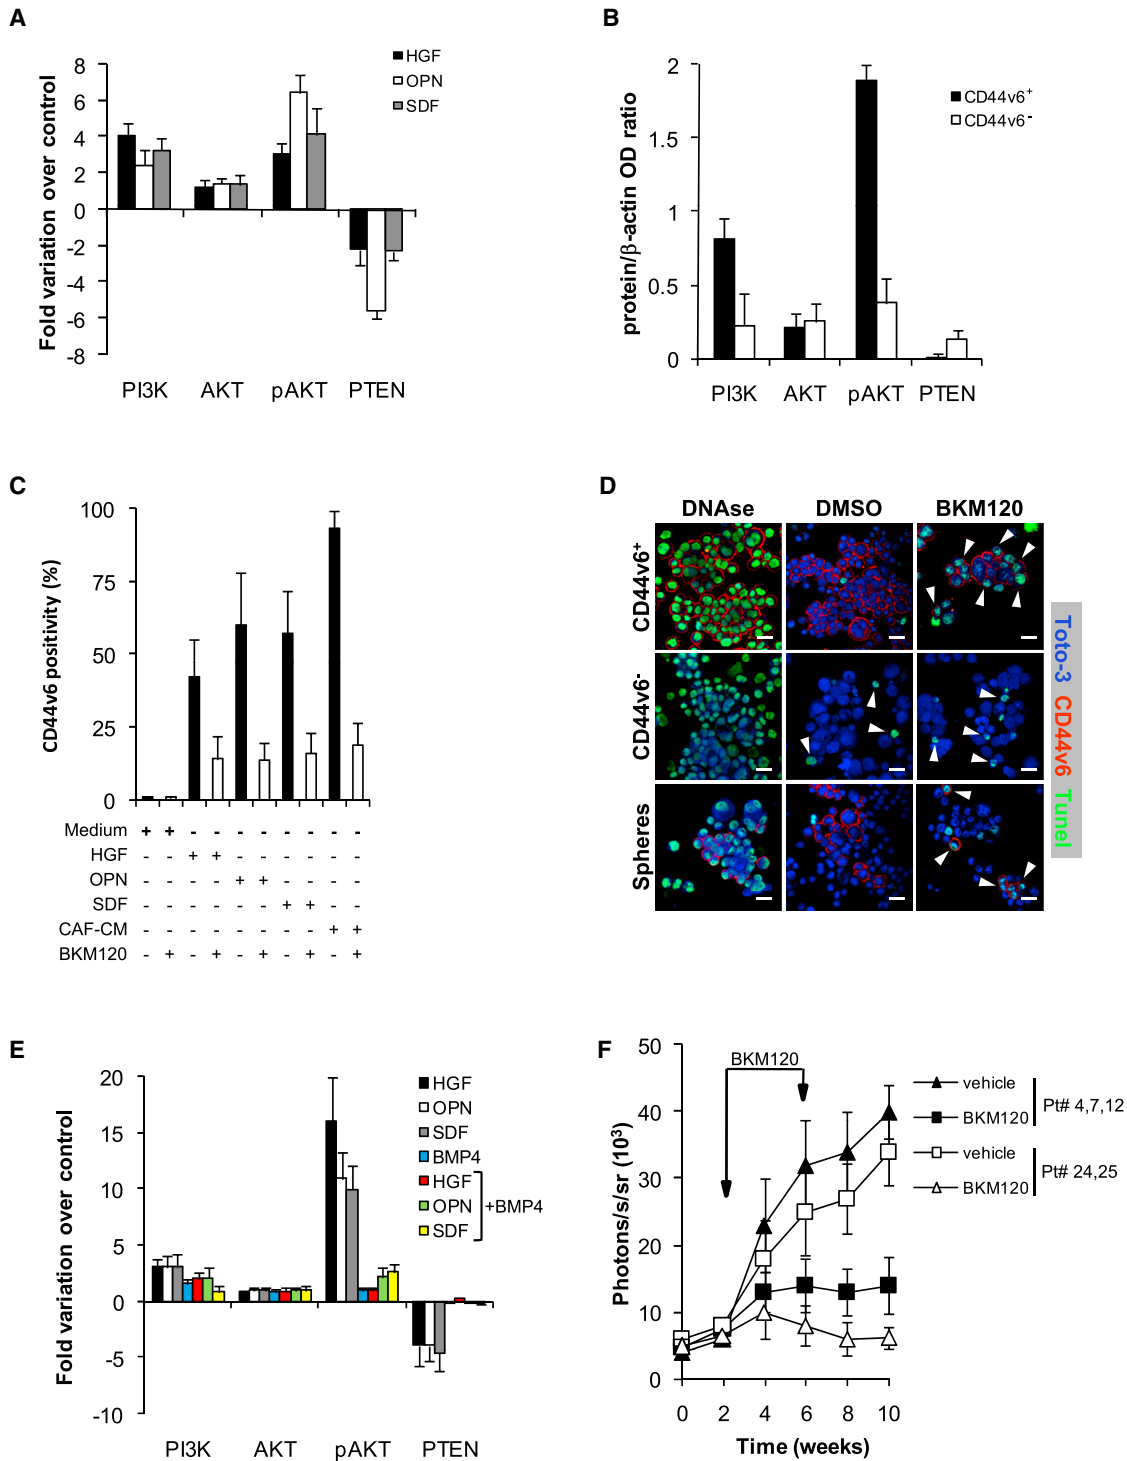 A
Fold variation over control
8
6
4
2
0
-2
-4
-6
-8
HGF
OPN
SDF
PI3K AKT pAKT PTEN
B
protein/β-actin OD ratio
2
1.5
1
0.5
0
CD44v6+
CD44v6-
PI3K AKT pAKT PTEN
C
CD44v6 positivity (%)
100
75
50
25
0
Medium + + - - - - - - - -
HGF - - + + - - - - - -
OPN - - - - + + - - - -
SDF - - - - - - + + - -
CAF-CM - - - - - - - - + +
BKM120 - + - + - + - + - +
D
DNAse DMSO BKM120
CD44v6+
CD44v6-
Spheres
Toto-3 CD44v6 Tunel
E
Fold variation over control
20
15
10
5
0
-5
-10
HGF
OPN
SDF
BMP4
HGF
OPN
SDF
+BMP4
PI3K AKT pAKT PTEN
F
Photons/s/sr (10³)
50
40
30
20
10
0
BKM120
vehicle
BKM120
Pt# 4,7,12
vehicle
BKM120
Pt# 24,25
0 2 4 6 8 10
Time (weeks)